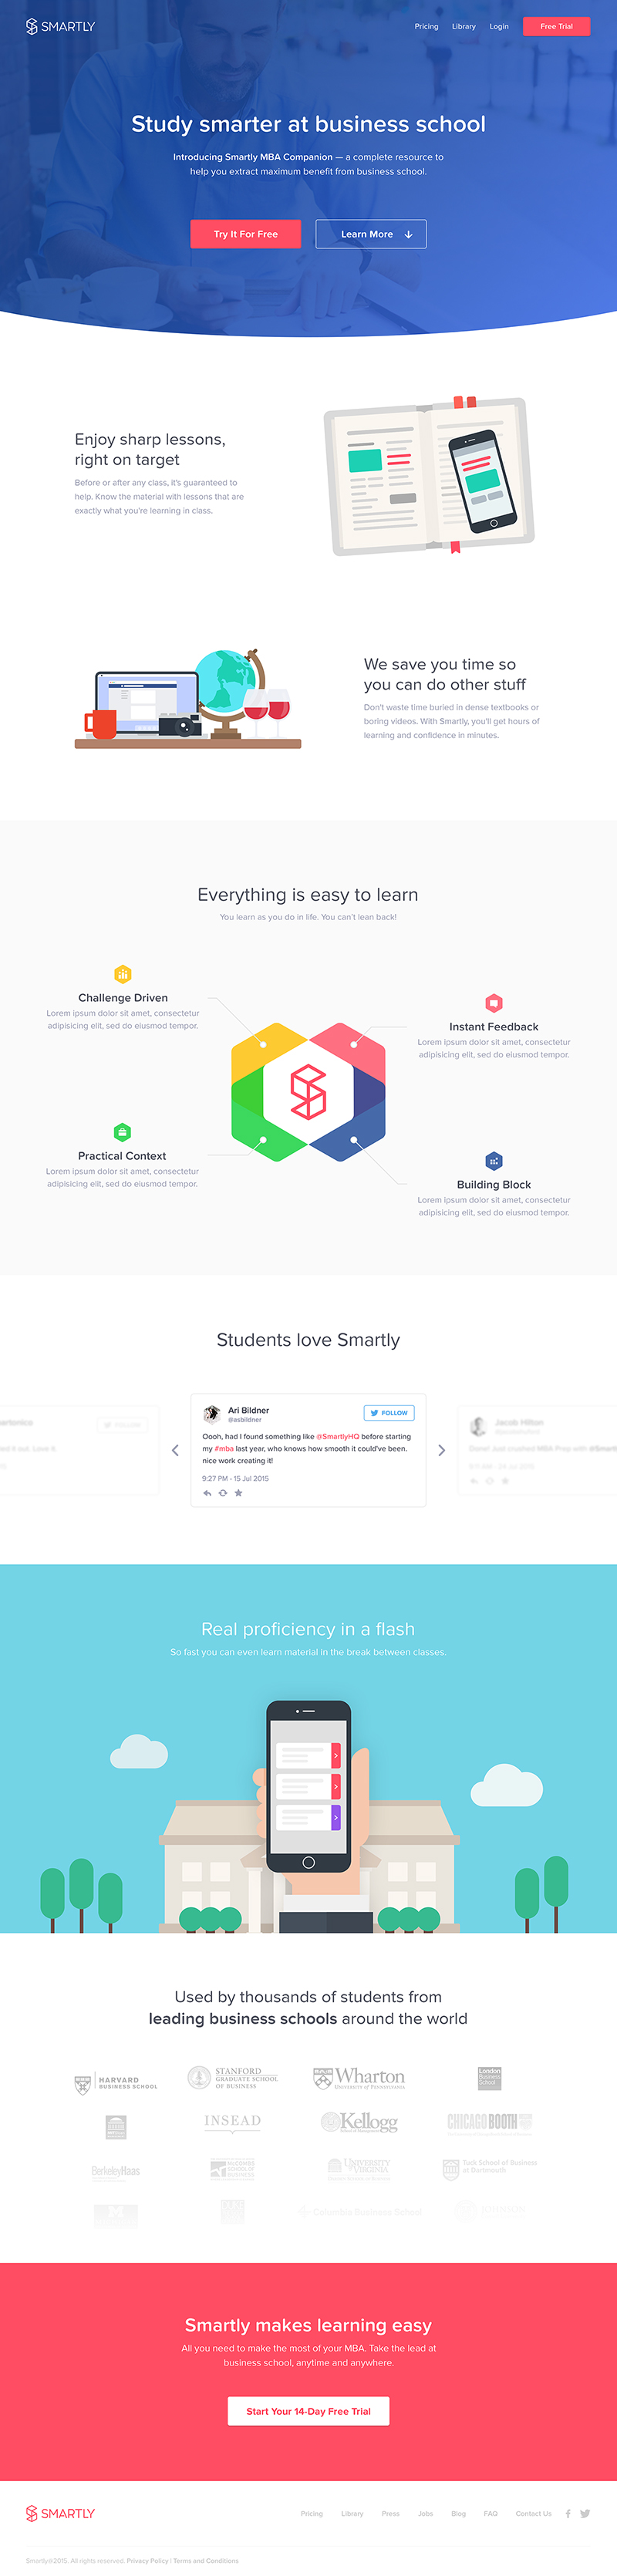 SMARTLY
Pricing
Library
Login
Free Trial
Study smarter at business school
Introducing Smartly MBA Companion — a complete resource to
help you extract maximum benefit from business school.
Try It For Free
Learn More
Enjoy sharp lessons,
right on target
Before or after any class, it's guaranteed to
help. Know the material with lessons that are
exactly what you're learning in class.
We save you time so
you can do other stuff
Don't waste time buried in dense textbooks or
boring videos. With Smartly, you'll get hours of
learning and confidence in minutes.
Everything is easy to learn
You learn as you do in life. You can't lean back!
Challenge Driven
Lorem ipsum dolor sit amet, consectetur
adipisicing elit, sed do eiusmod tempor.
Instant Feedback
Lorem ipsum dolor sit amet, consectetur
adipisicing elit, sed do eiusmod tempor.
Practical Context
Lorem ipsum dolor sit amet, consectetur
adipisicing elit, sed do eiusmod tempor.
Building Block
Lorem ipsum dolor sit amet, consectetur
adipisicing elit, sed do eiusmod tempor.
Students love Smartly
Ari Bildner
@asbildner
FOLLOW
Oooh, had I found something like @SmartlyHQ before starting
my #mba last year, who knows how smooth it could've been.
nice work creating it!
9:27 PM - 15 Jul 2015
FOLLOW
Jacob Hilton
Real proficiency in a flash
So fast you can even learn material in the break between classes.
Used by thousands of students from
leading business schools around the world
HARVARD
BUSINESS SCHOOL
STANFORD
GRADUATE SCHOOL
OF BUSINESS
Wharton
UNIVERSITY of PENNSYLVANIA
London
Business
School
INSEAD
Kellogg
CHICAGO BOOTH
BerkeleyHaas
McCOMBS
SCHOOL OF
BUSINESS
UNIVERSITY
VIRGINIA
Tuck School of Business
at Dartmouth
Columbia Business School
Smartly makes learning easy
All you need to make the most of your MBA. Take the lead at
business school, anytime and anywhere.
Start Your 14-Day Free Trial
SMARTLY
Pricing
Library
Press
Jobs
Blog
FAQ
Contact Us
Smartly@2015. All rights reserved. Privacy Policy | Terms and Conditions